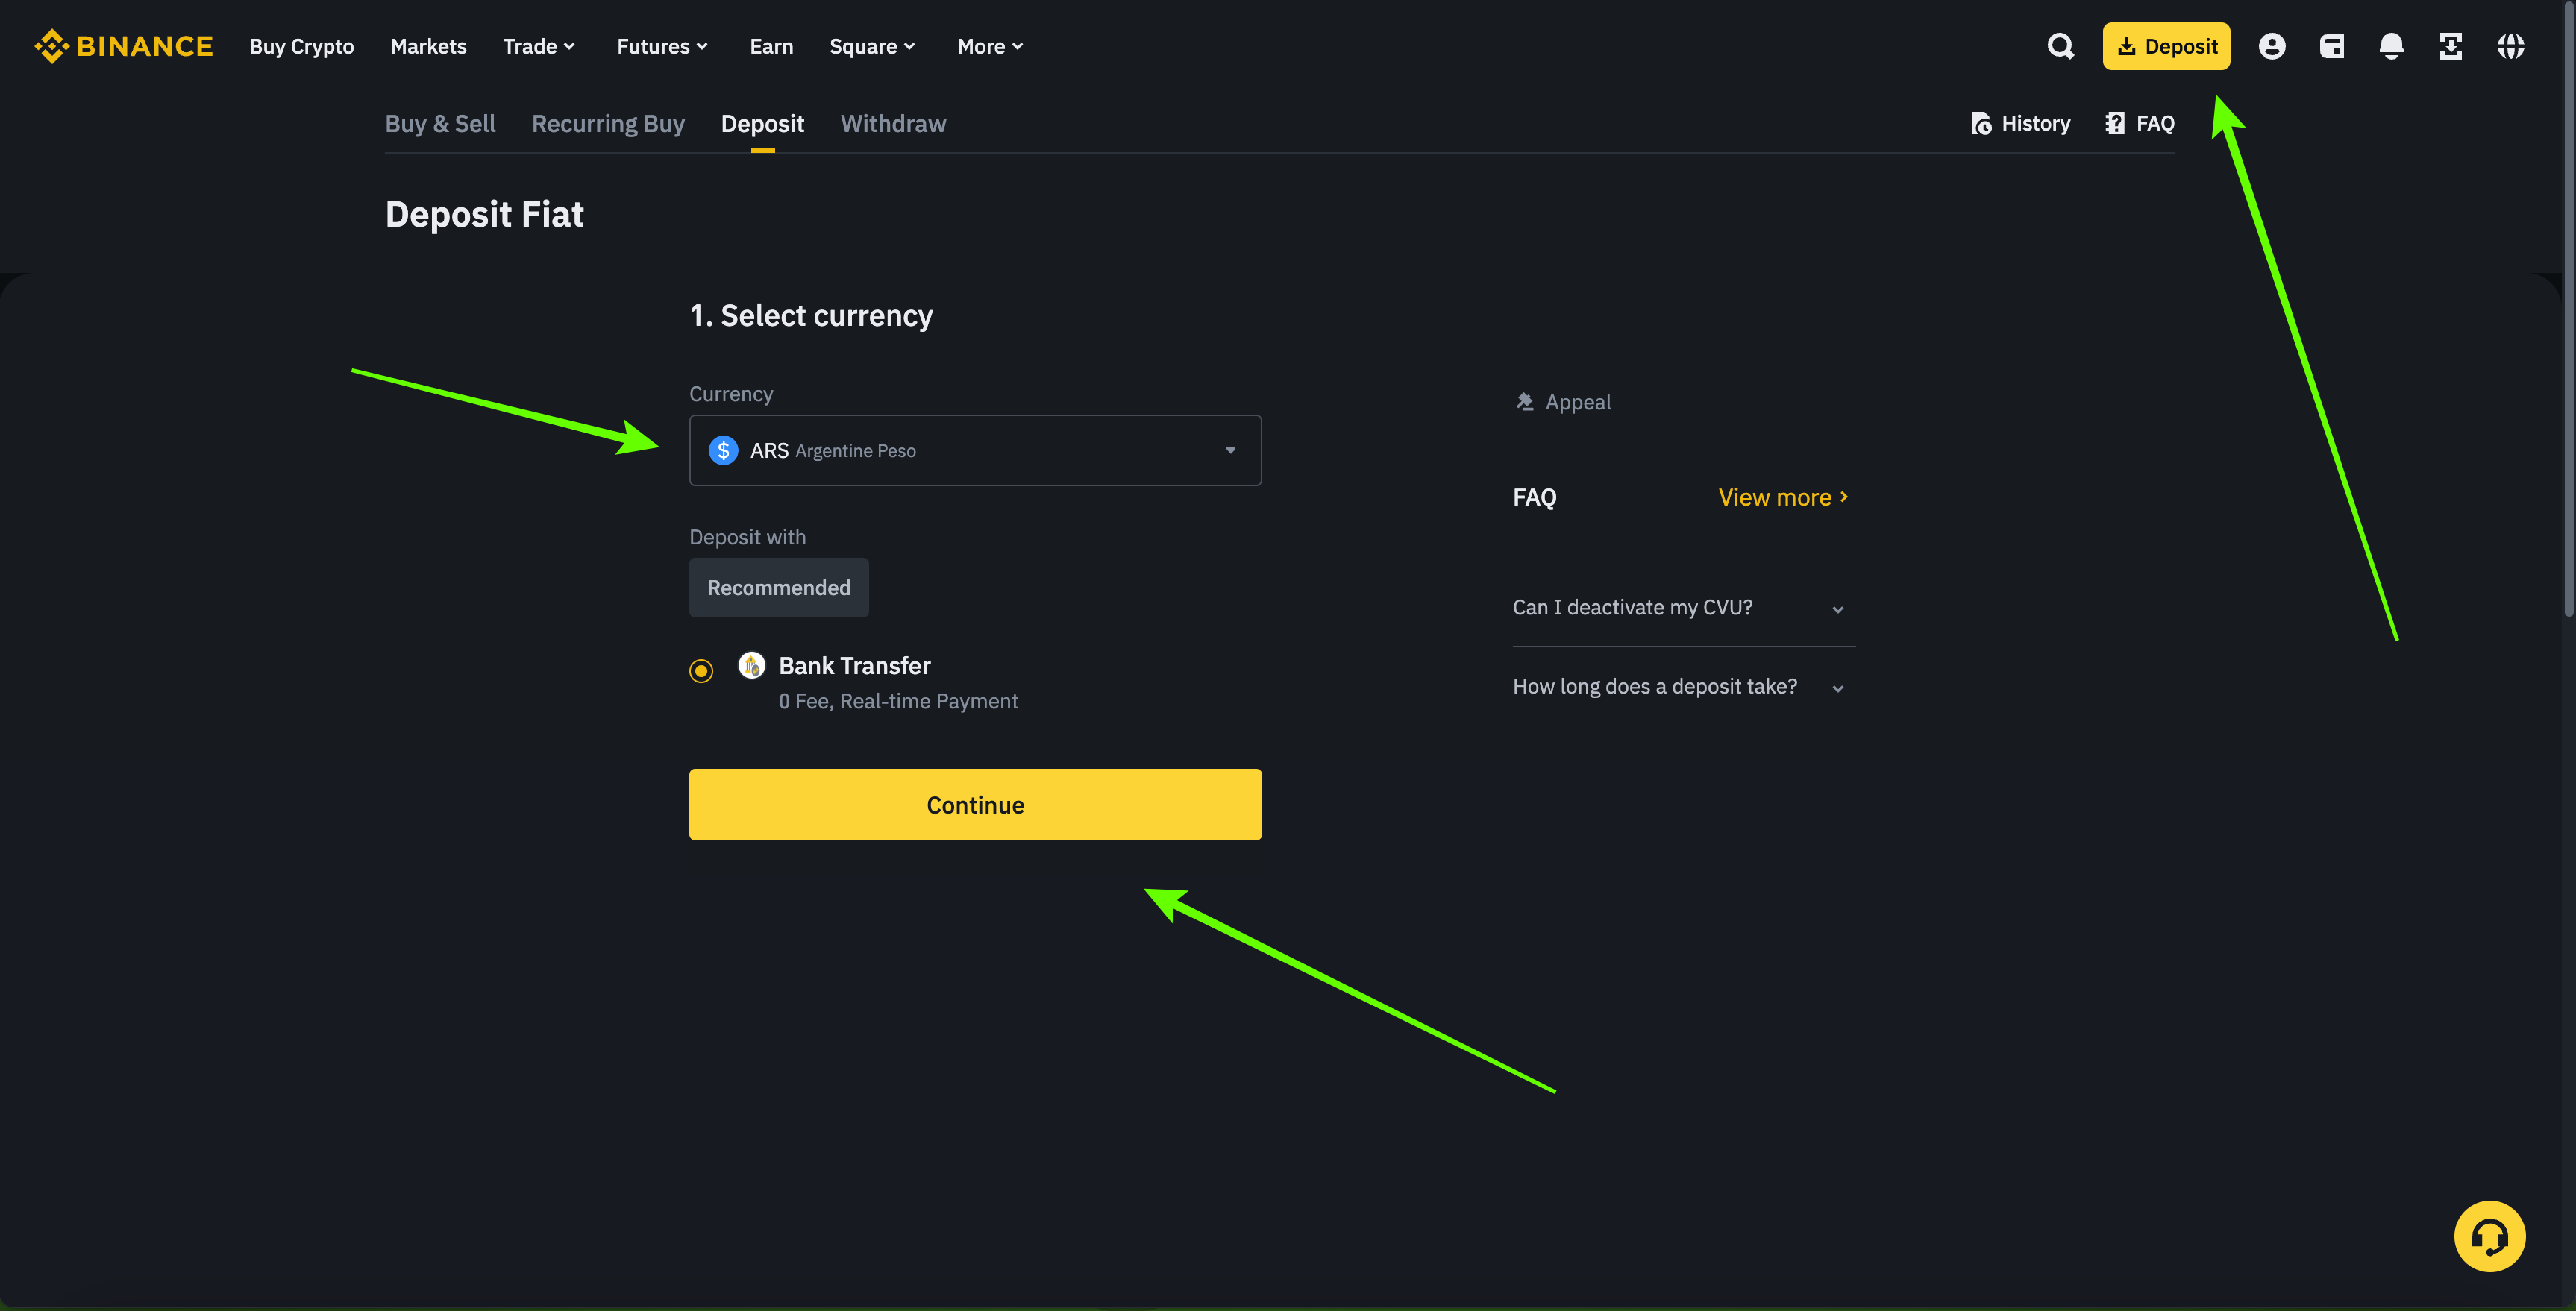 BINANCE Buy Crypto Markets Trade Futures Earn Square More Deposit
Buy & Sell Recurring Buy Deposit Withdraw History FAQ
Deposit Fiat
1. Select currency
Currency
$ ARS Argentine Peso
Deposit with
Recommended
Bank Transfer
0 Fee, Real-time Payment
Continue
Appeal
FAQ View more
Can I deactivate my CVU?
How long does a deposit take?